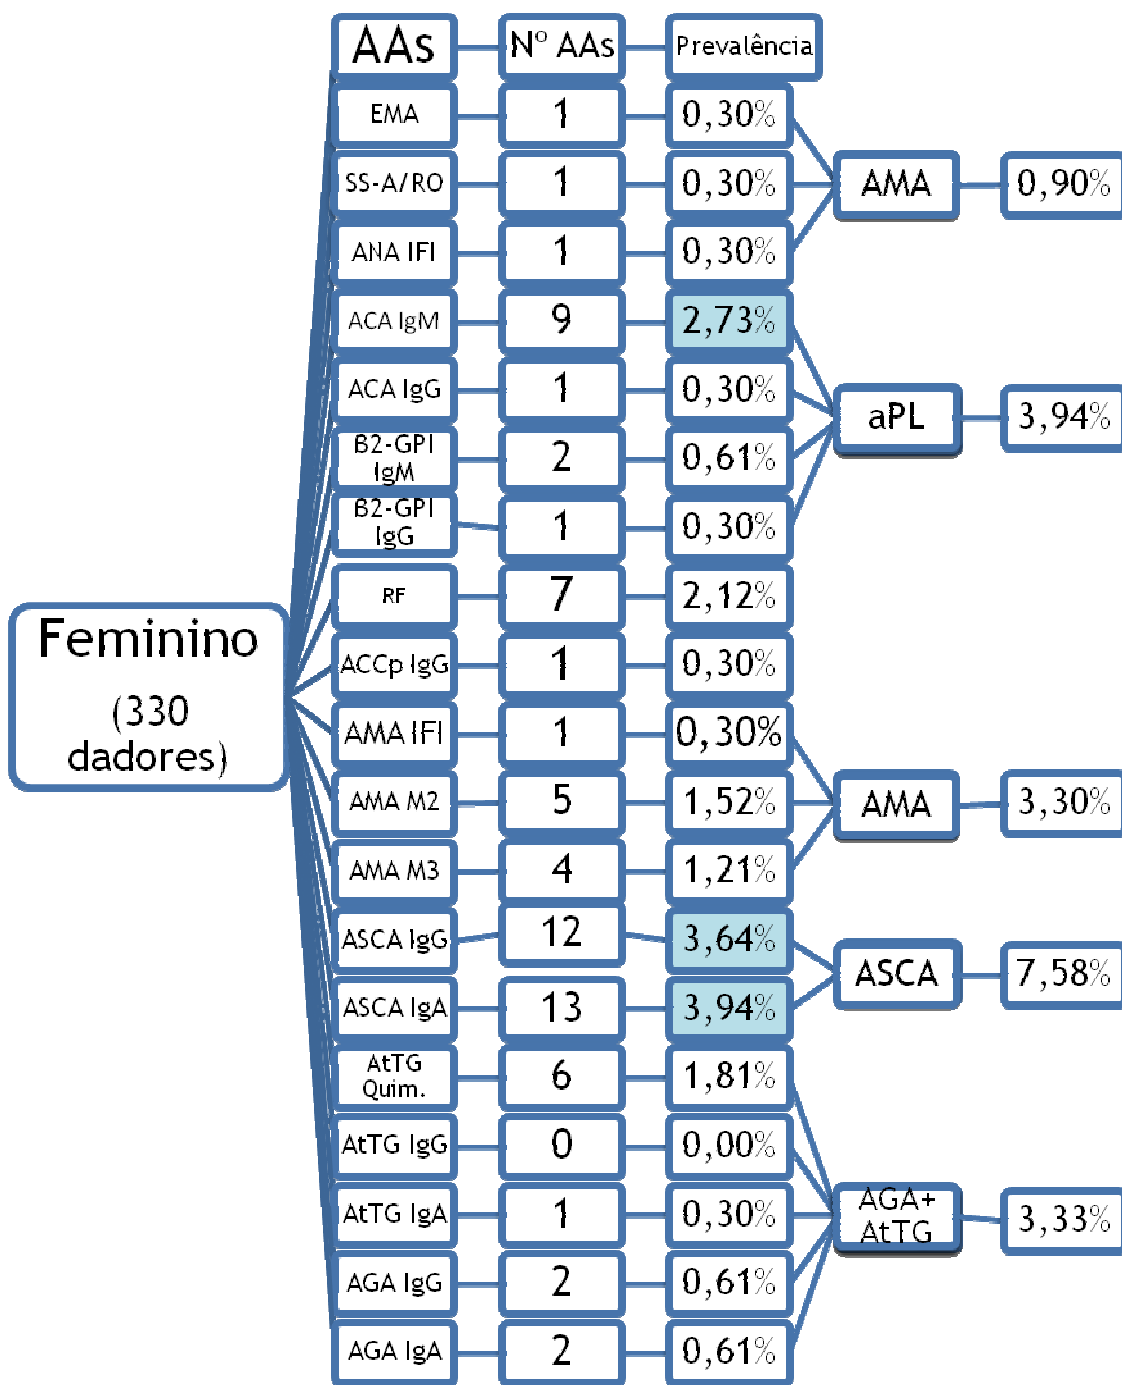 AAs Nº AAs Prevalência
EMA 1 0,30%
SS-A/RO 1 0,30% AMA 0,90%
ANA IFI 1 0,30%
ACA IgM 9 2,73%
ACA IgG 1 0,30% aPL 3,94%
ß2-GPI
IgM 2 0,61%
ß2-GPI
IgG 1 0,30%
RF 7 2,12%
Feminino
(330
dadores)
ACCp IgG 1 0,30%
AMA IFI 1 0,30%
AMA M2 5 1,52% AMA 3,30%
AMA M3 4 1,21%
ASCA IgG 12 3,64%
ASCA 7,58%
ASCA IgA 13 3,94%
AtTG
Quim. 6 1,81%
AtTG IgG 0 0,00%
AtTG IgA 1 0,30%
AGA+
AtTG 3,33%
AGA IgG 2 0,61%
AGA IgA 2 0,61%